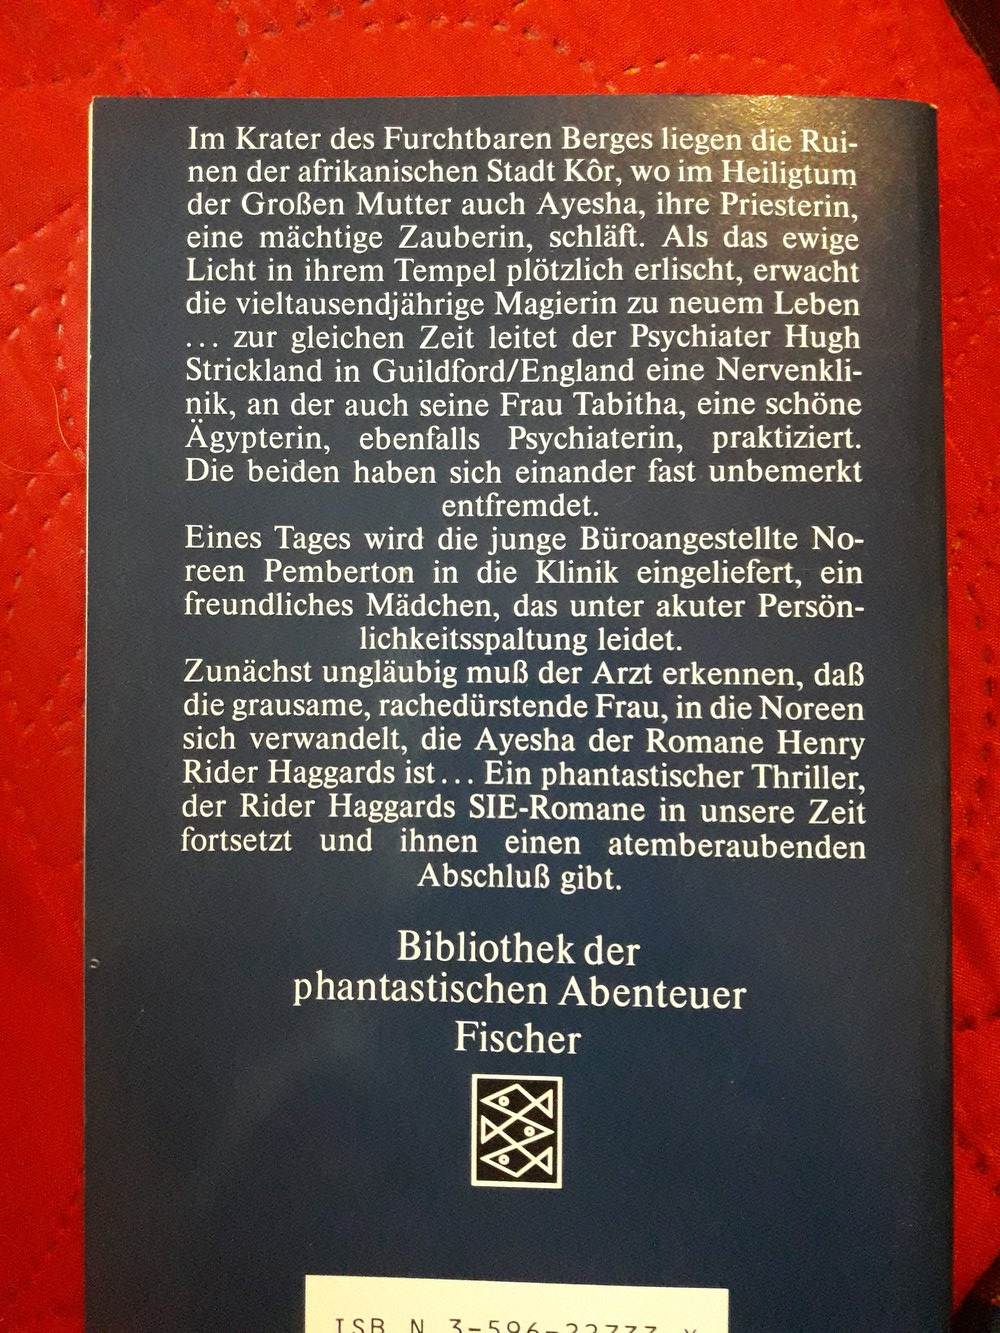 Im Krater des Furchtbaren Berges liegen die Rui-
nen der afrikanischen Stadt Kôr, wo im Heiligtum
der Großen Mutter auch Ayesha, ihre Priesterin,
eine mächtige Zauberin, schläft. Als das ewige
Licht in ihrem Tempel plötzlich erlischt, erwacht
die vieltausendjährige Magierin zu neuem Leben
... zur gleichen Zeit leitet der Psychiater Hugh
Strickland in Guildford/England eine Nervenkli-
nik, an der auch seine Frau Tabitha, eine schöne
Ägypterin, ebenfalls Psychiaterin, praktiziert.
Die beiden haben sich einander fast unbemerkt
entfremdet.
Eines Tages wird die junge Büroangestellte No-
reen Pemberton in die Klinik eingeliefert, ein
freundliches Mädchen, das unter akuter Persön-
lichkeitsspaltung leidet.
Zunächst ungläubig muß der Arzt erkennen, daß
die grausame, rachedürstende Frau, in die Noreen
sich verwandelt, die Ayesha der Romane Henry
Rider Haggards ist... Ein phantastischer Thriller,
der Rider Haggards SIE-Romane in unsere Zeit
fortsetzt und ihnen einen atemberaubenden
Abschluß gibt.
Bibliothek der
phantastischen Abenteuer
Fischer
ISBN